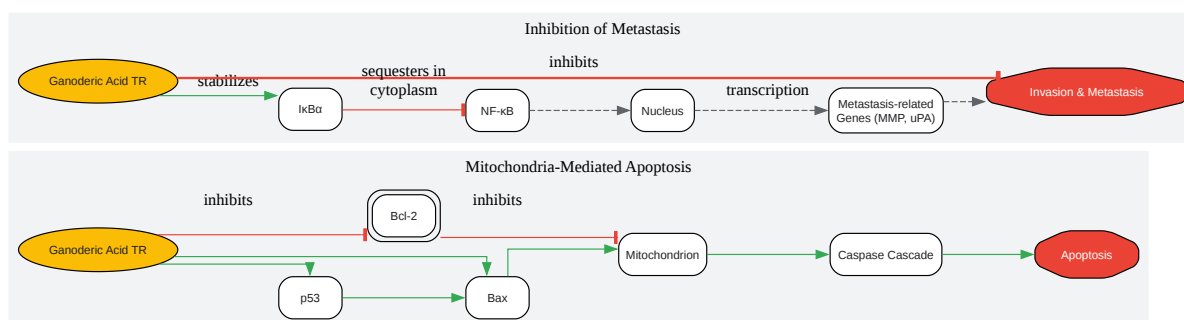 Inhibition of Metastasis
Ganoderic Acid TR
stabilizes
IκBα
sequesters in
cytoplasm
NF-κB
inhibits
Nucleus
transcription
Metastasis-related
Genes (MMP, uPA)
Invasion & Metastasis
Mitochondria-Mediated Apoptosis
Ganoderic Acid TR
inhibits
Bcl-2
inhibits
p53
Bax
Mitochondrion
Caspase Cascade
Apoptosis